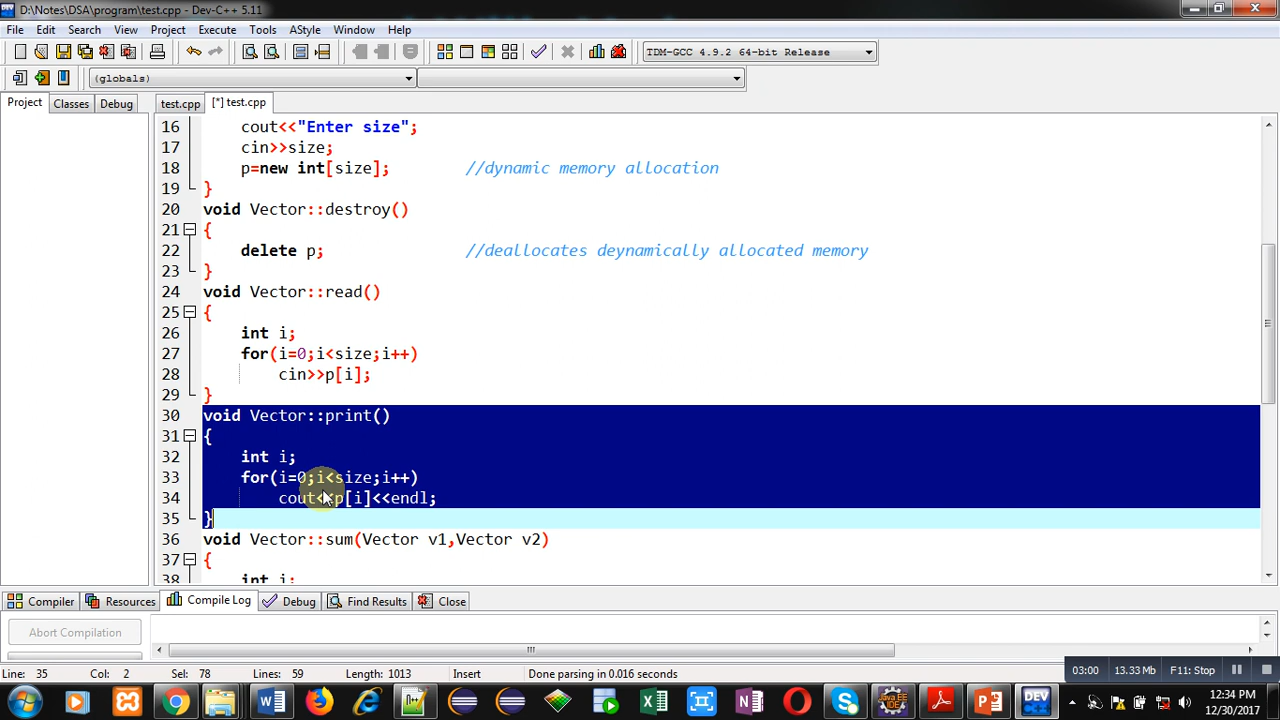 D:\Notes\DSA\program\test.cpp - Dev-C++ 5.11
File Edit Search View Project Execute Tools AStyle Window Help
TDM-GCC 4.9.2 64-bit Release
(globals)
Project Classes Debug test.cpp [*] test.cpp
16 cout<<"Enter size";
17 cin>>size;
18 p=new int[size]; //dynamic memory allocation
19 }
20 void Vector::destroy()
21 {
22 delete p; //deallocates deynamically allocated memory
23 }
24 void Vector::read()
25 {
26 int i;
27 for(i=0;i<size;i++)
28 cin>>p[i];
29 }
30 void Vector::print()
31 {
32 int i;
33 for(i=0;i<size;i++)
34 cout<<p[i]<<endl;
35 }
36 void Vector::sum(Vector v1,Vector v2)
37 {
38 int i;
Compiler Resources Compile Log Debug Find Results Close
Abort Compilation
Line: 35 Col: 2 Sel: 78 Lines: 59 Length: 1013 Insert Done parsing in 0.016 seconds
03:00 13.33 Mb F11: Stop
DEV
Java EE
IDE
12:34 PM
12/30/2017